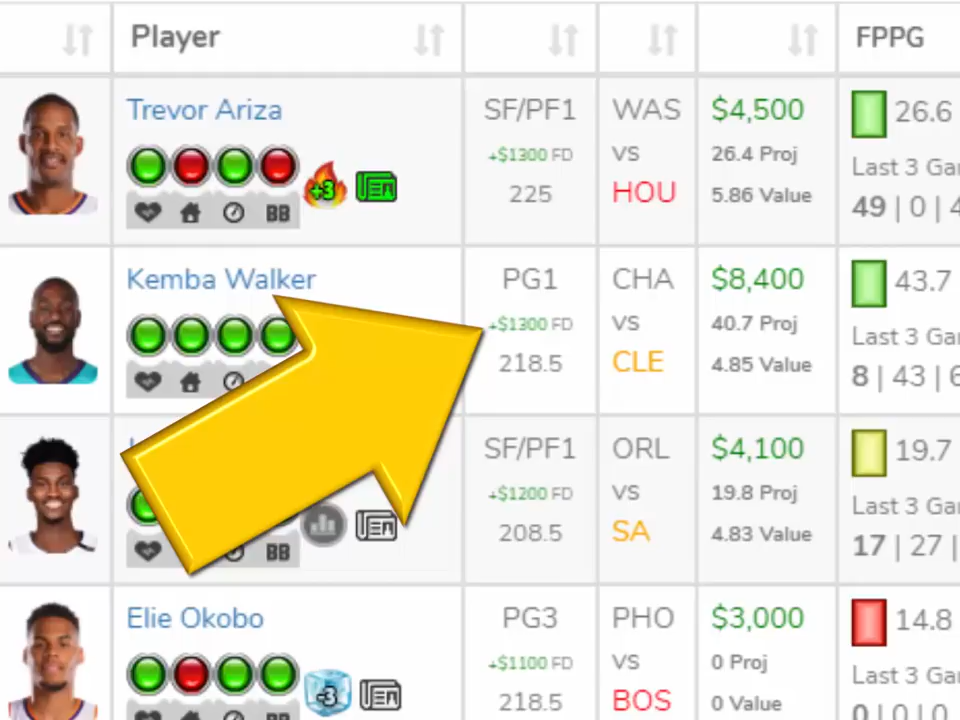 Player FPPG
Trevor Ariza SF/PF1 WAS $4,500 26.6
+$1300 FD VS 26.4 Proj Last 3 Ga
+3 225 HOU 5.86 Value 49 | 0 | 4
BB
Kemba Walker PG1 CHA $8,400 43.7
+$1300 FD VS 40.7 Proj Last 3 Ga
218.5 CLE 4.85 Value 8 | 43 | 6
SF/PF1 ORL $4,100 19.7
+$1200 FD VS 19.8 Proj Last 3 Ga
208.5 SA 4.83 Value 17 | 27 |
BB
Elie Okobo PG3 PHO $3,000 14.8
+$1100 FD VS 0 Proj Last 3 Ga
-3 218.5 BOS 0 Value 0 | 0 | 0
BB